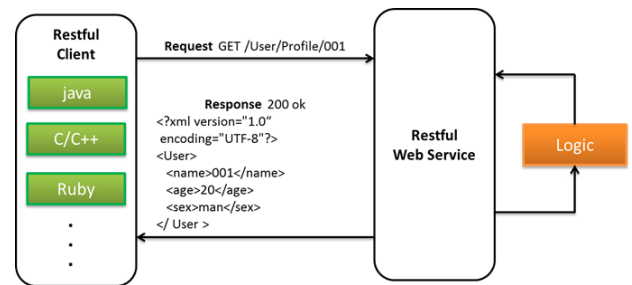 Restful
Client
java
C/C++
Ruby
Request GET /User/Profile/001
Response 200 ok
<?xml version="1.0"
encoding="UTF-8"?>
<User>
<name>001</name>
<age>20</age>
<sex>man</sex>
</ User >
Restful
Web Service
Logic